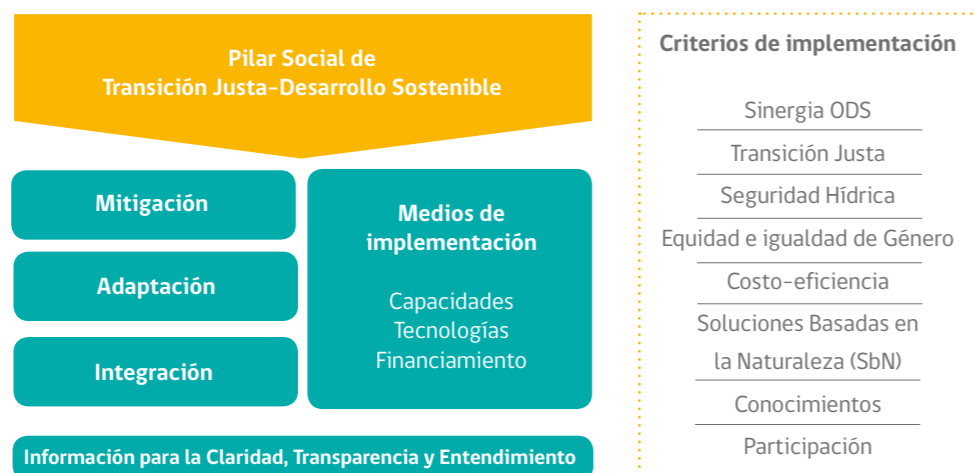 Pilar Social de
Transición Justa-Desarrollo Sostenible
Mitigación
Adaptación
Integración
Medios de
implementación
Capacidades
Tecnologías
Financiamiento
Información para la Claridad, Transparencia y Entendimiento
Criterios de implementación
Sinergia ODS
Transición Justa
Seguridad Hídrica
Equidad e igualdad de Género
Costo-eficiencia
Soluciones Basadas en
la Naturaleza (SbN)
Conocimientos
Participación